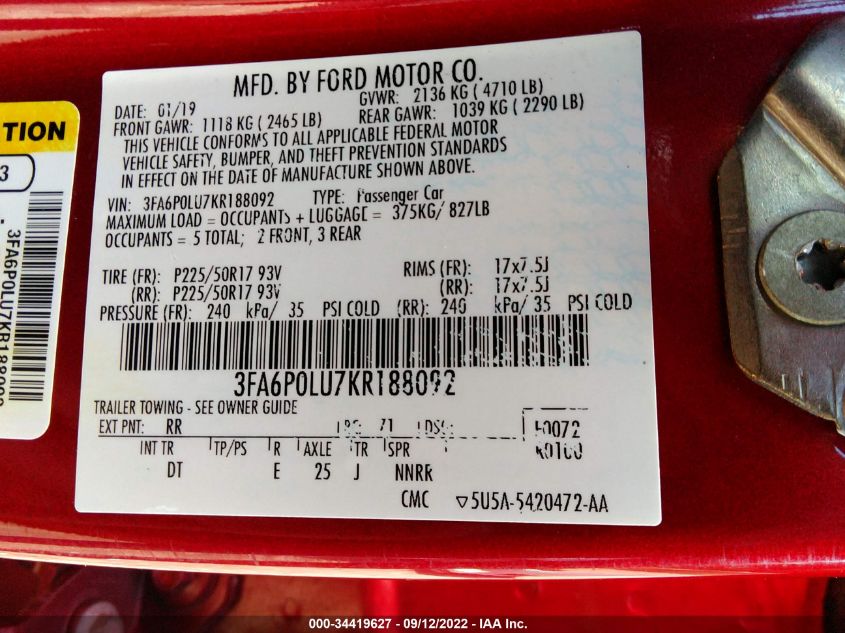 MFD. BY FORD MOTOR CO.
DATE: 01/19
GVWR: 2136 KG ( 4710 LB)
FRONT GAWR: 1118 KG ( 2465 LB)
REAR GAWR: 1039 KG ( 2290 LB)
THIS VEHICLE CONFORMS TO ALL APPLICABLE FEDERAL MOTOR
VEHICLE SAFETY, BUMPER, AND THEFT PREVENTION STANDARDS
IN EFFECT ON THE DATE OF MANUFACTURE SHOWN ABOVE.
VIN: 3FA6P0LU7KR188092 TYPE: Passenger Car
MAXIMUM LOAD = OCCUPANTS + LUGGAGE = 375KG/ 827LB
OCCUPANTS = 5 TOTAL; 2 FRONT, 3 REAR
TIRE (FR): P225/50R17 93V RIMS (FR): 17x7.5J
(RR): P225/50R17 93V (RR): 17x7.5J
PRESSURE (FR): 240 kPa/ 35 PSI COLD (RR): 240 kPa/ 35 PSI COLD
3FA6P0LU7KR188092
TRAILER TOWING - SEE OWNER GUIDE
EXT PNT: RR 71
INT TR TP/PS R AXLE TR SPR
DT E 25 J NNRR
CMC ▽5U5A-5420472-AA
TION
3
3FA6P0LU7KR188092
000-34419627 - 09/12/2022 - IAA Inc.